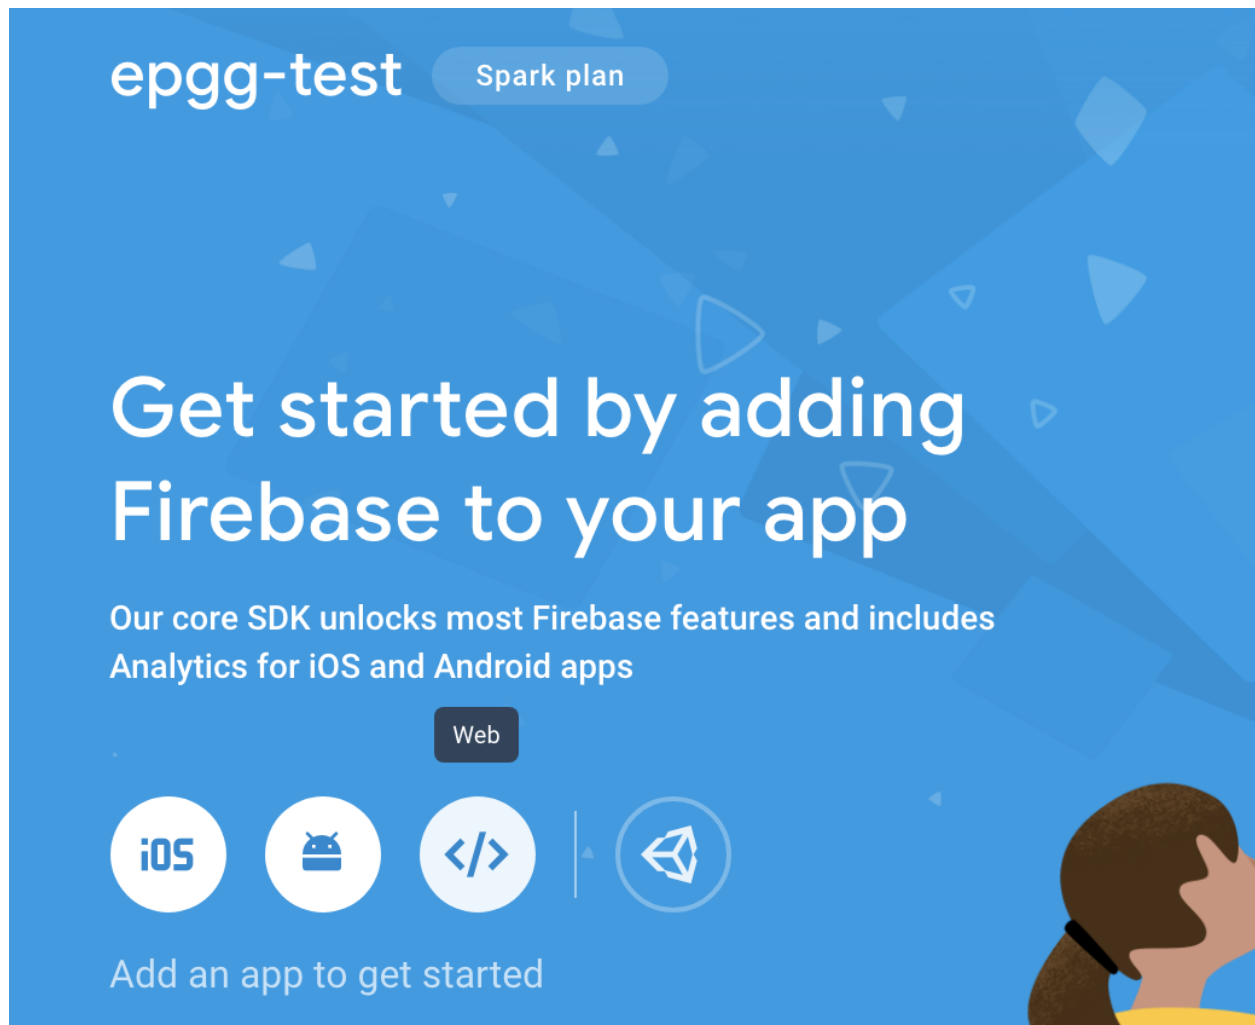 epgg-test
Spark plan
Get started by adding
Firebase to your app
Our core SDK unlocks most Firebase features and includes
Analytics for iOS and Android apps
Web
iOS
</>
Add an app to get started